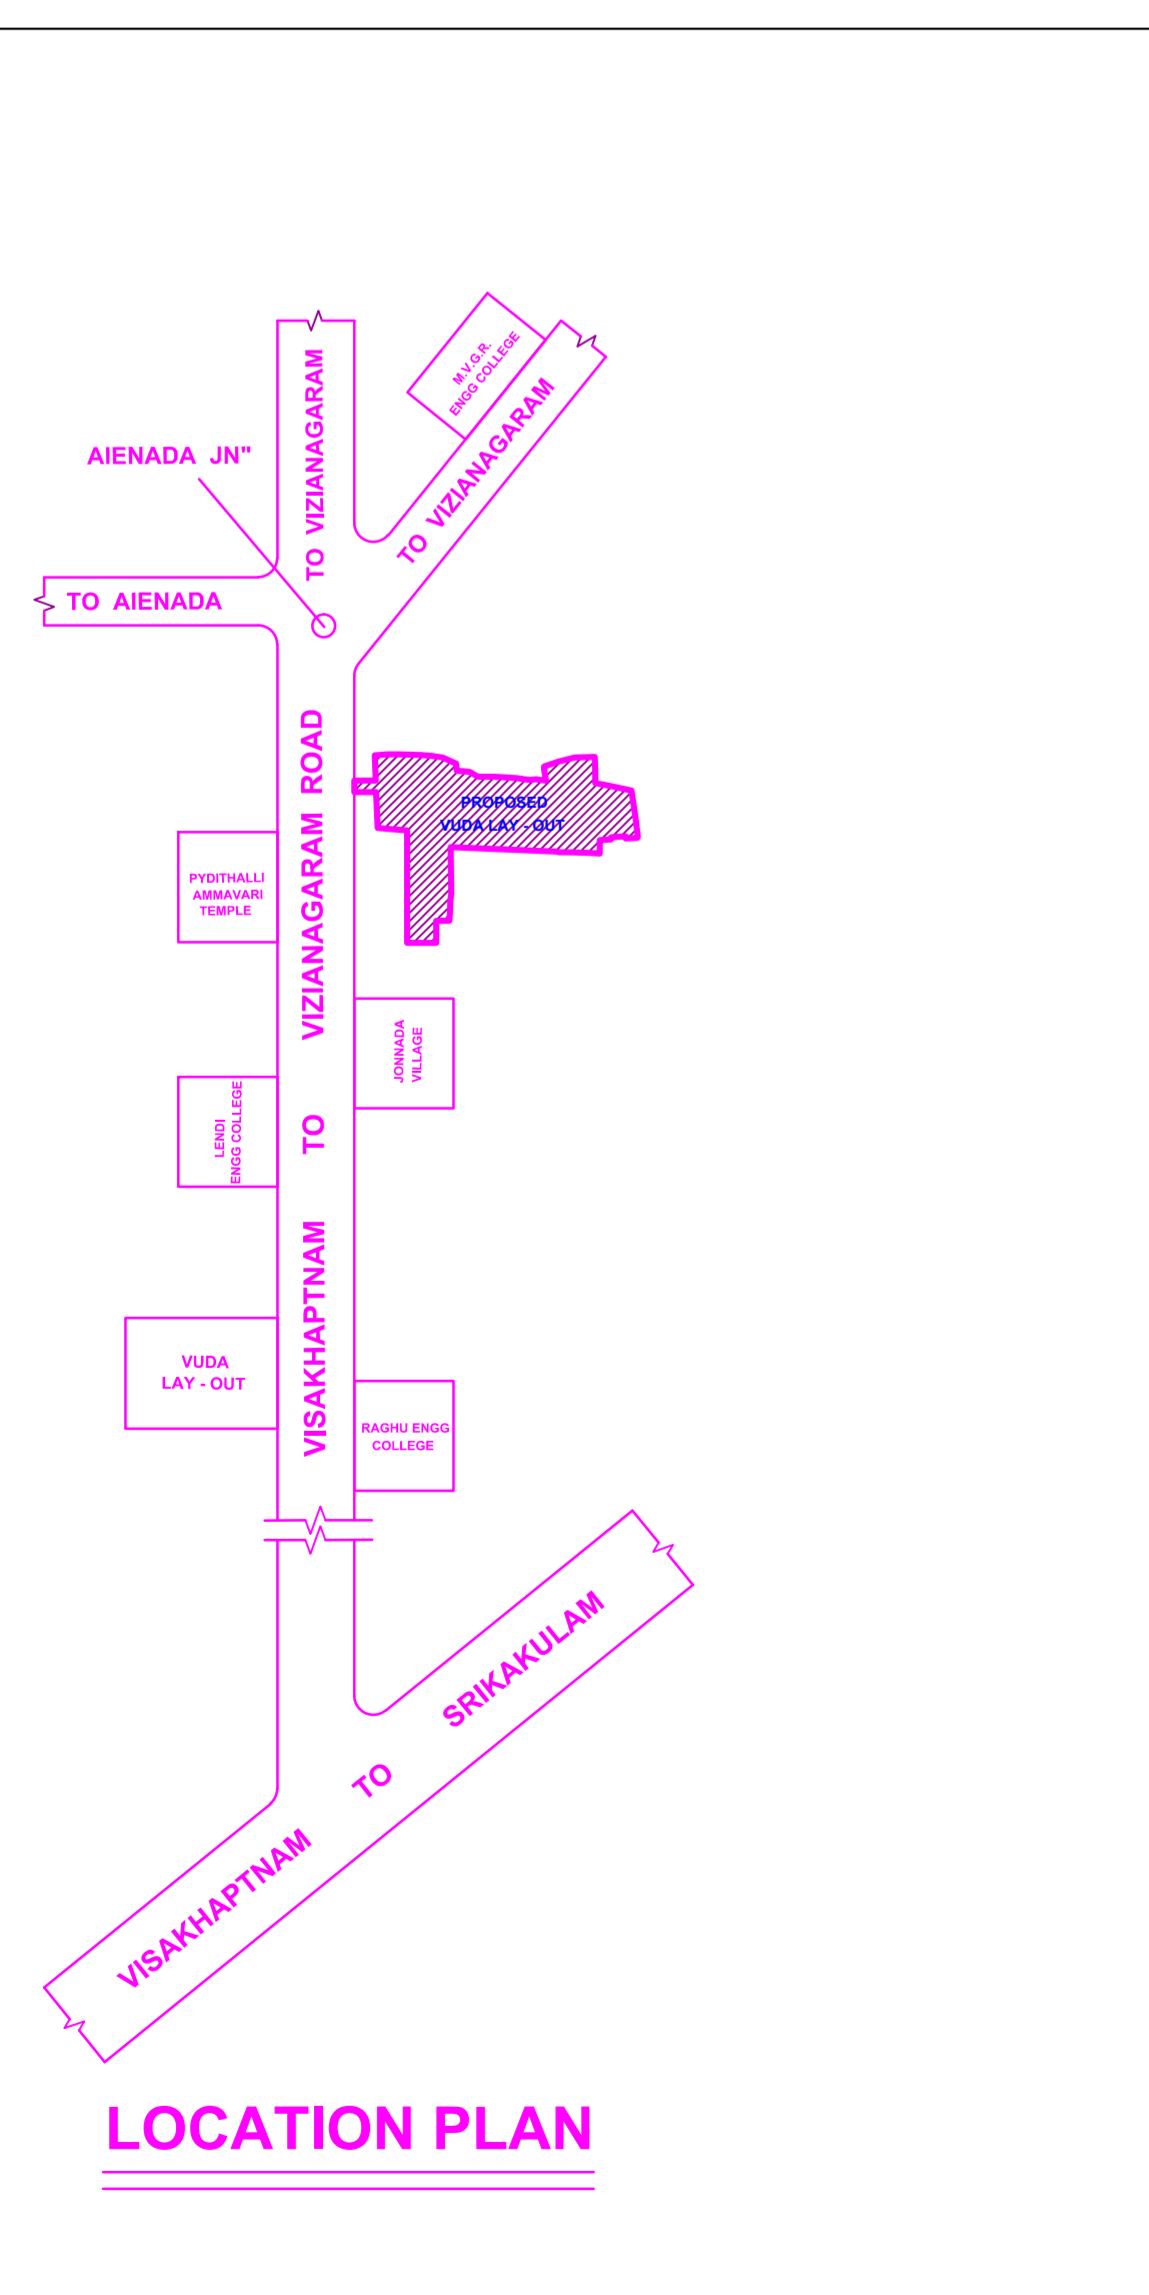 M.V.G.R.
ENGG COLLEGE
TO VIZIANAGARAM
TO VIZIANAGARAM
AIENADA JN"
TO AIENADA
VISAKHAPTNAM TO VIZIANAGARAM ROAD
PROPOSED
VUDA LAY - OUT
PYDITHALLI
AMMAVARI
TEMPLE
JONNADA
VILLAGE
LENDI
ENGG COLLEGE
VUDA
LAY - OUT
RAGHU ENGG
COLLEGE
VISAKHAPTNAM TO SRIKAKULAM
LOCATION PLAN